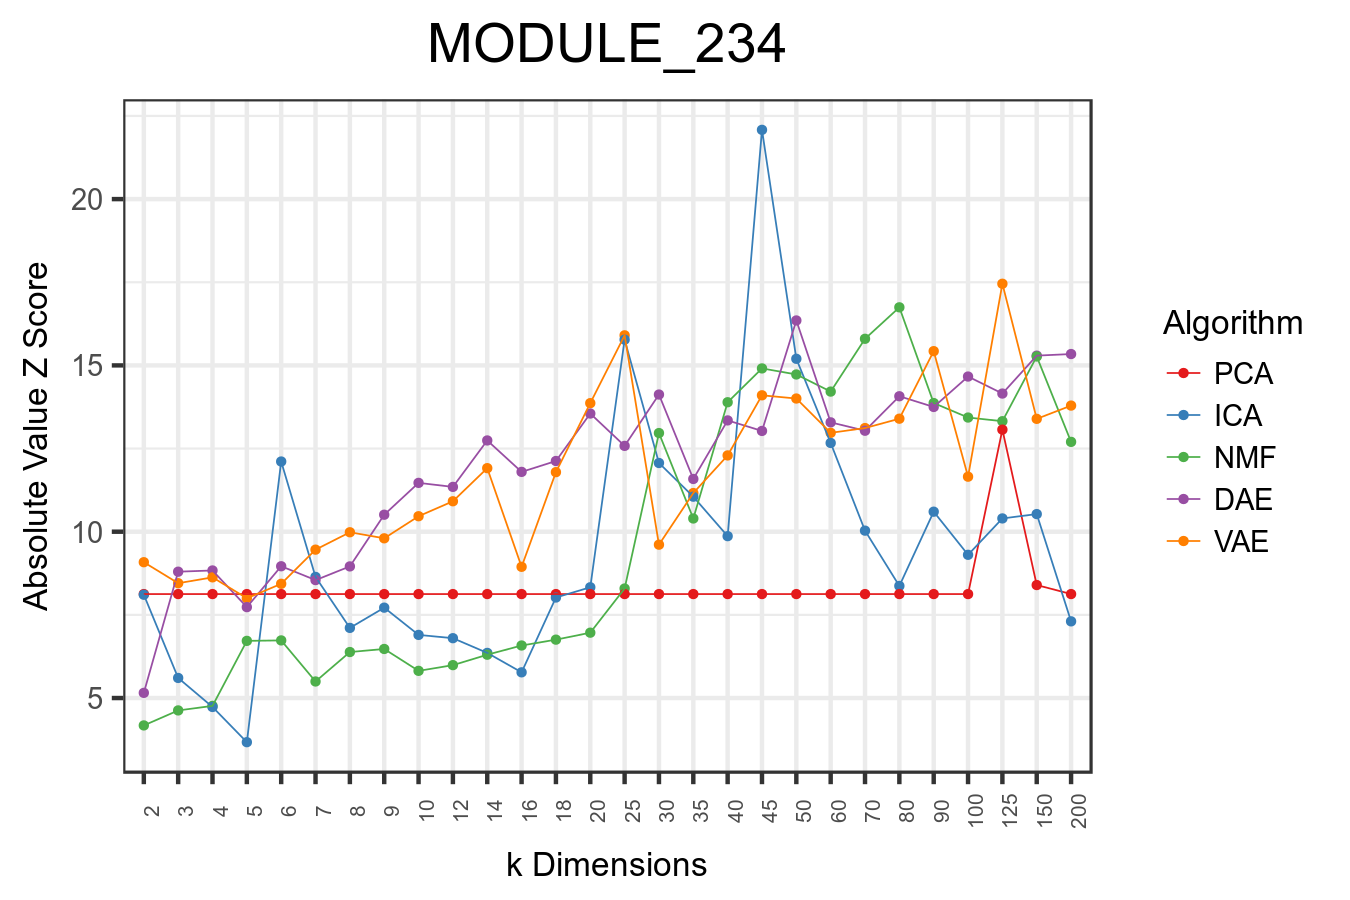 MODULE_234
Absolute Value Z Score
20
15
10
5
2 3 4 5 6 7 8 9 10 12 14 16 18 20 25 30 35 40 45 50 60 70 80 90 100 125 150 200
k Dimensions
Algorithm
PCA
ICA
NMF
DAE
VAE